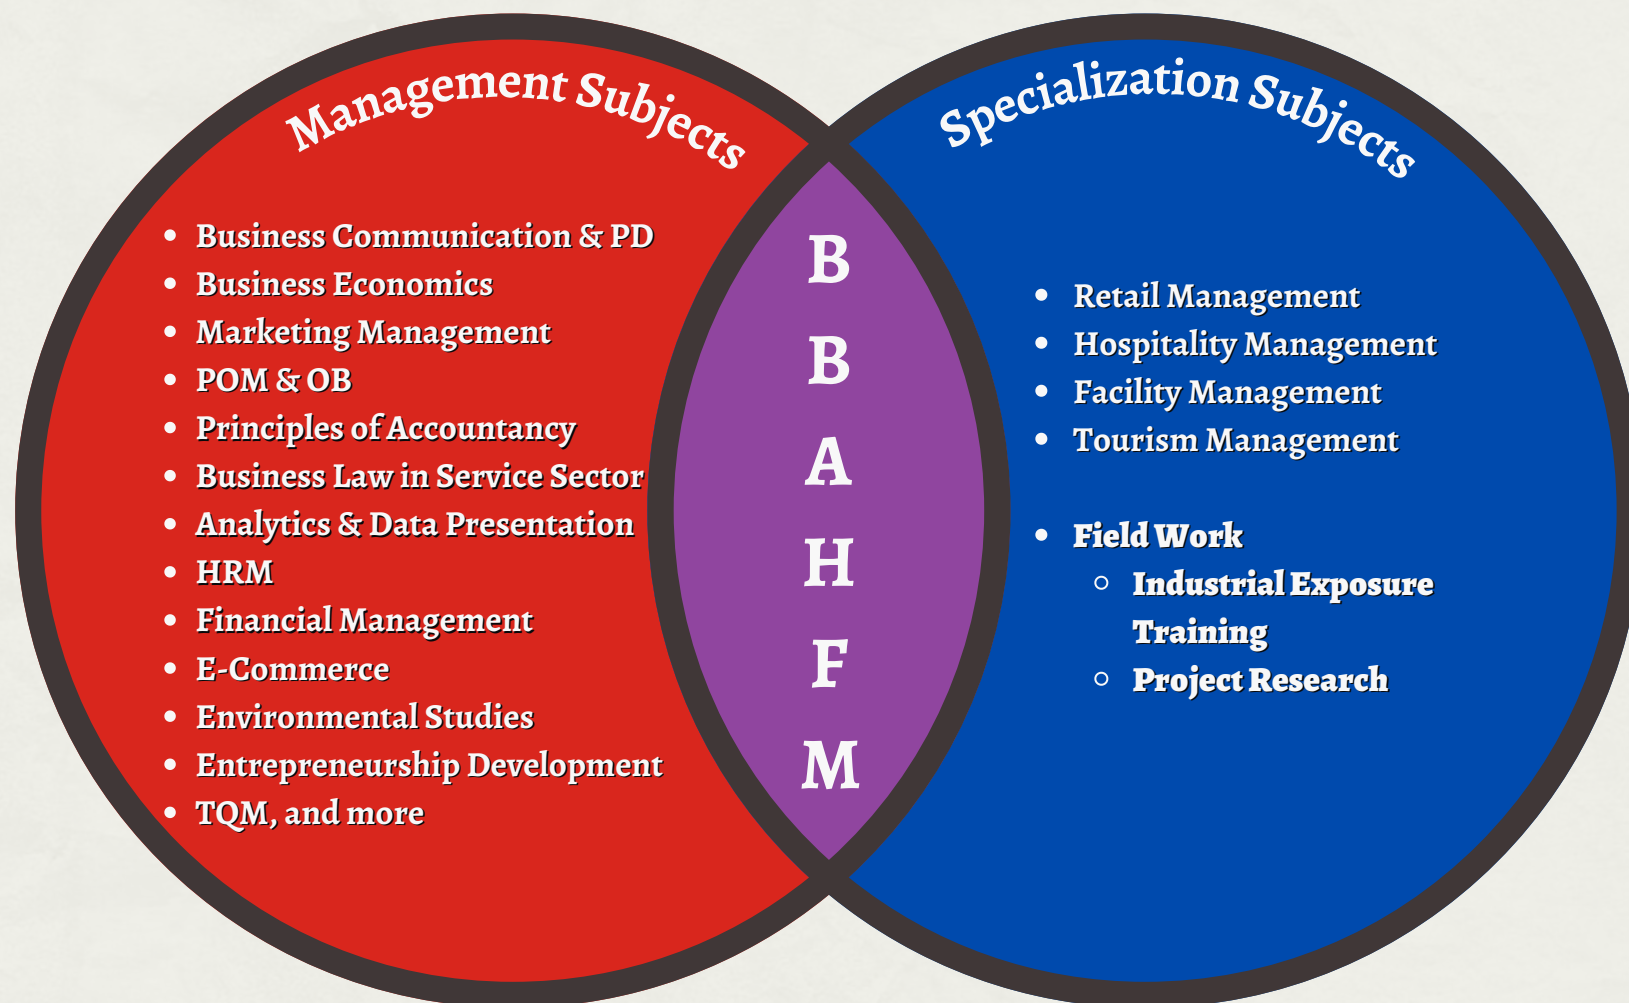 Management Subjects
Business Communication & PD
Business Economics
Marketing Management
POM & OB
Principles of Accountancy
Business Law in Service Sector
Analytics & Data Presentation
HRM
Financial Management
E-Commerce
Environmental Studies
Entrepreneurship Development
TQM, and more
B
B
A
H
F
M
Specialization Subjects
Retail Management
Hospitality Management
Facility Management
Tourism Management
Field Work
Industrial Exposure
Training
Project Research